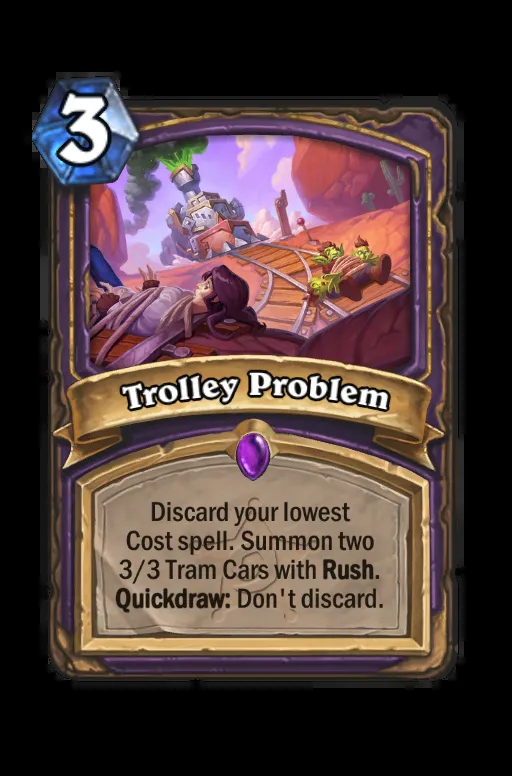 3
Trolley Problem
Discard your lowest
Cost spell. Summon two
3/3 Tram Cars with Rush.
Quickdraw: Don't discard.